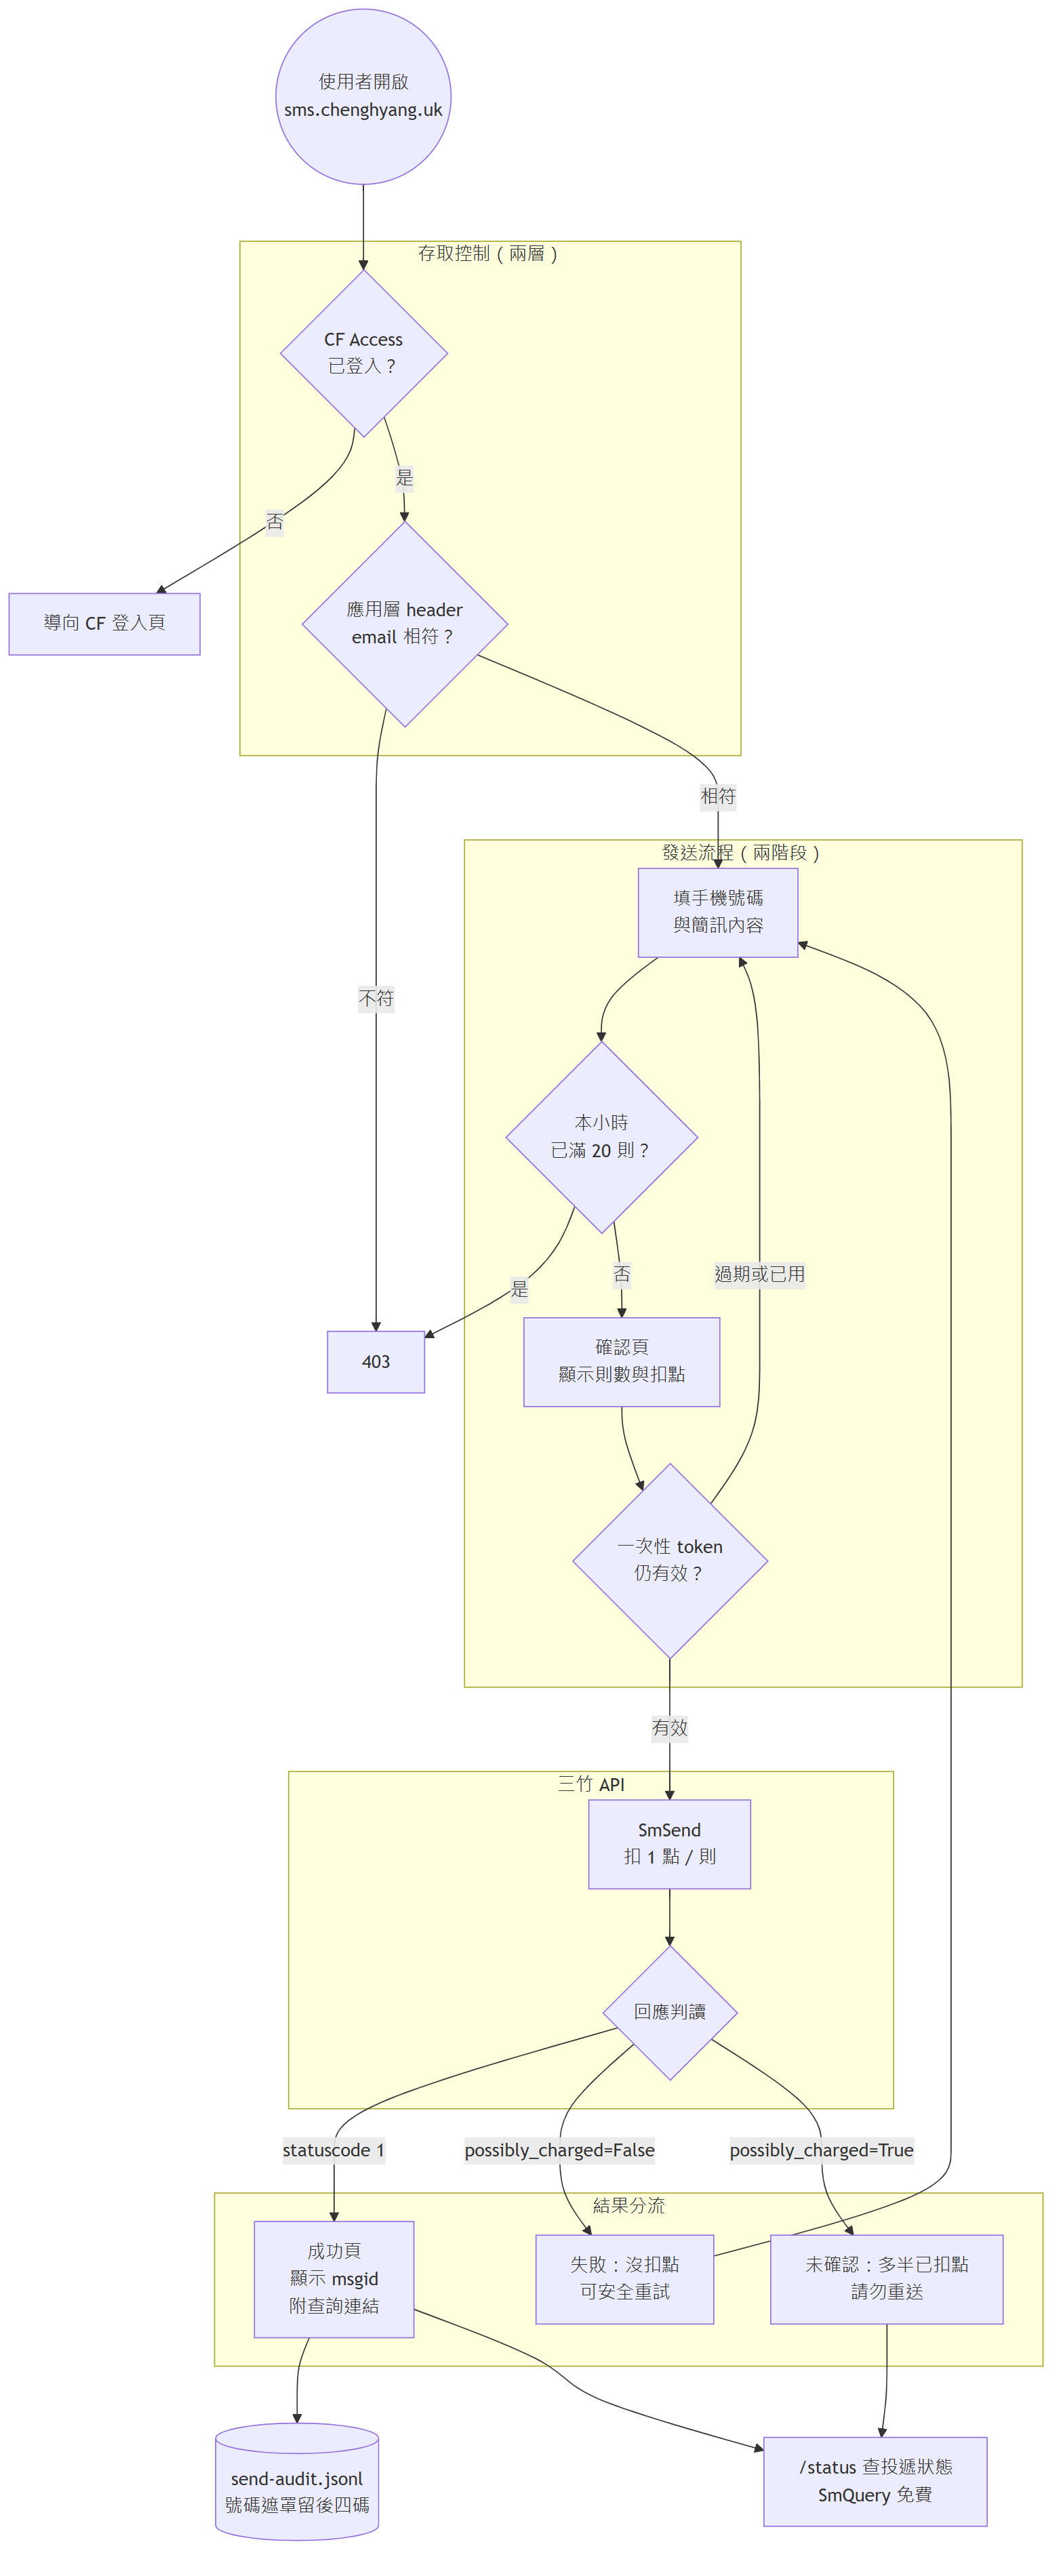 使用者開啟
sms.chenghyang.uk
存取控制（兩層）
CF Access
已登入？
是
否
導向 CF 登入頁
應用層 header
email 相符？
相符
發送流程（兩階段）
填手機號碼
與簡訊內容
不符
本小時
已滿 20 則？
是
否
過期或已用
403
確認頁
顯示則數與扣點
一次性 token
仍有效？
有效
三竹 API
SmSend
扣 1 點 / 則
回應判讀
statuscode 1
possibly_charged=False
possibly_charged=True
結果分流
成功頁
顯示 msgid
附查詢連結
失敗：沒扣點
可安全重試
未確認：多半已扣點
請勿重送
send-audit.jsonl
號碼遮罩留後四碼
/status 查投遞狀態
SmQuery 免費